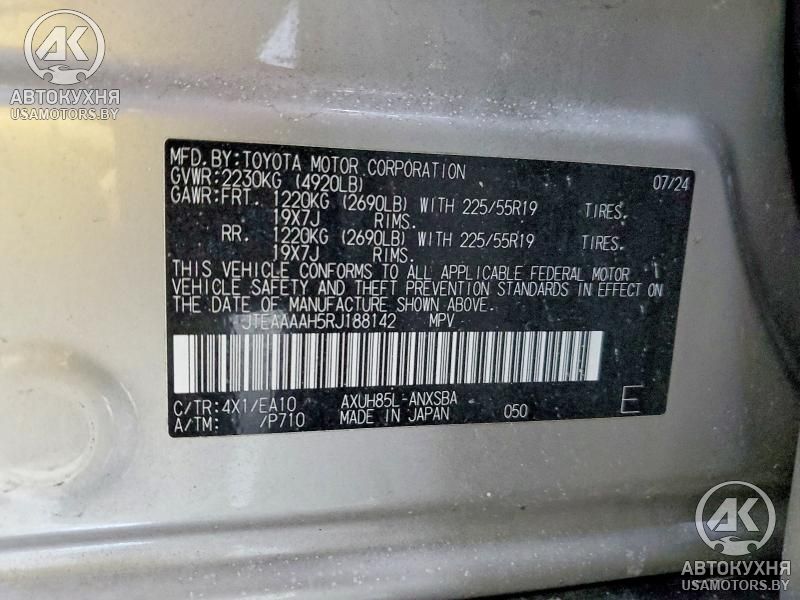 AK
АВТОКУХНЯ
USAMOTORS.BY
MFD. BY: TOYOTA MOTOR CORPORATION 07/24
GVWR: 2230KG (4920LB)
GAWR: FRT. 1220KG (2690LB) WITH 225/55R19 TIRES.
19X7J RIMS.
RR. 1220KG (2690LB) WITH 225/55R19 TIRES.
19X7J RIMS.
THIS VEHICLE CONFORMS TO ALL APPLICABLE FEDERAL MOTOR
VEHICLE SAFETY AND THEFT PREVENTION STANDARDS IN EFFECT ON
THE DATE OF MANUFACTURE SHOWN ABOVE.
JTEAAAAH5RJ188142 MPV
C/TR: 4X1/EA10 AXUH85L-ANXSBA
A/TM: /P710 MADE IN JAPAN 050 E
AK
АВТОКУХНЯ
USAMOTORS.BY